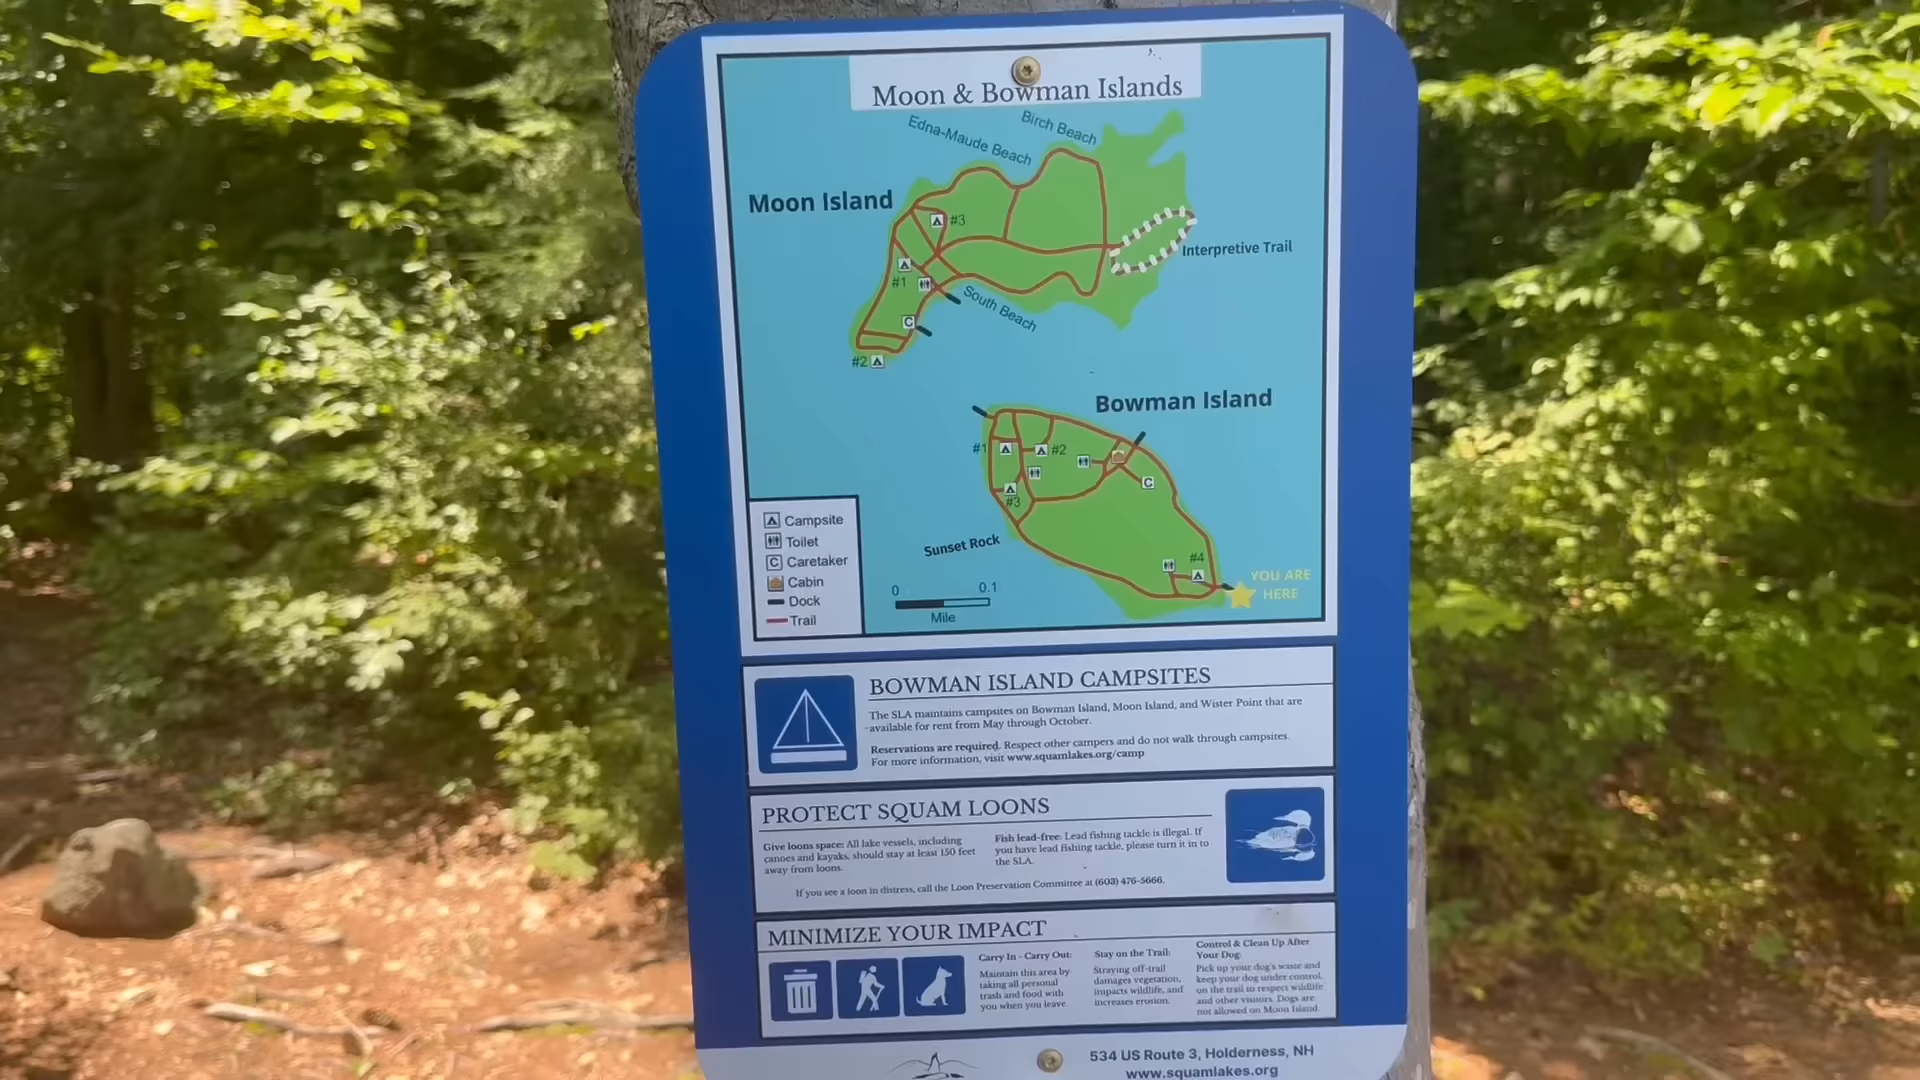 Moon & Bowman Islands
Birch Beach
Edna-Maude Beach
Moon Island
#3
Interpretive Trail
#1
South Beach
C
#2
Bowman Island
#1
#2
C
#3
Sunset Rock
#4
YOU ARE
HERE
Campsite
Toilet
C Caretaker
Cabin
Dock
Trail
0 0.1
Mile
BOWMAN ISLAND CAMPSITES
The SLA maintains campsites on Bowman Island, Moon Island, and Wister Point that are
available for rent from May through October.
Reservations are required. Respect other campers and do not walk through campsites.
For more information, visit www.squamlakes.org/camp
PROTECT SQUAM LOONS
Give loons space: All lake vessels, including
canoes and kayaks, should stay at least 150 feet
away from loons.
Fish lead-free: Lead fishing tackle is illegal. If
you have lead fishing tackle, please turn it in to
the SLA.
If you see a loon in distress, call the Loon Preservation Committee at (603) 476-5666.
MINIMIZE YOUR IMPACT
Carry In - Carry Out:
Maintain this area by
taking all personal
trash and food with
you when you leave.
Stay on the Trail:
Straying off-trail
damages vegetation,
impacts wildlife, and
increases erosion.
Control & Clean Up After
Your Dog:
Pick up your dog's waste and
keep your dog under control,
on the trail to respect wildlife
and other visitors. Dogs are
not allowed on Moon Island.
534 US Route 3, Holderness, NH
www.squamlakes.org